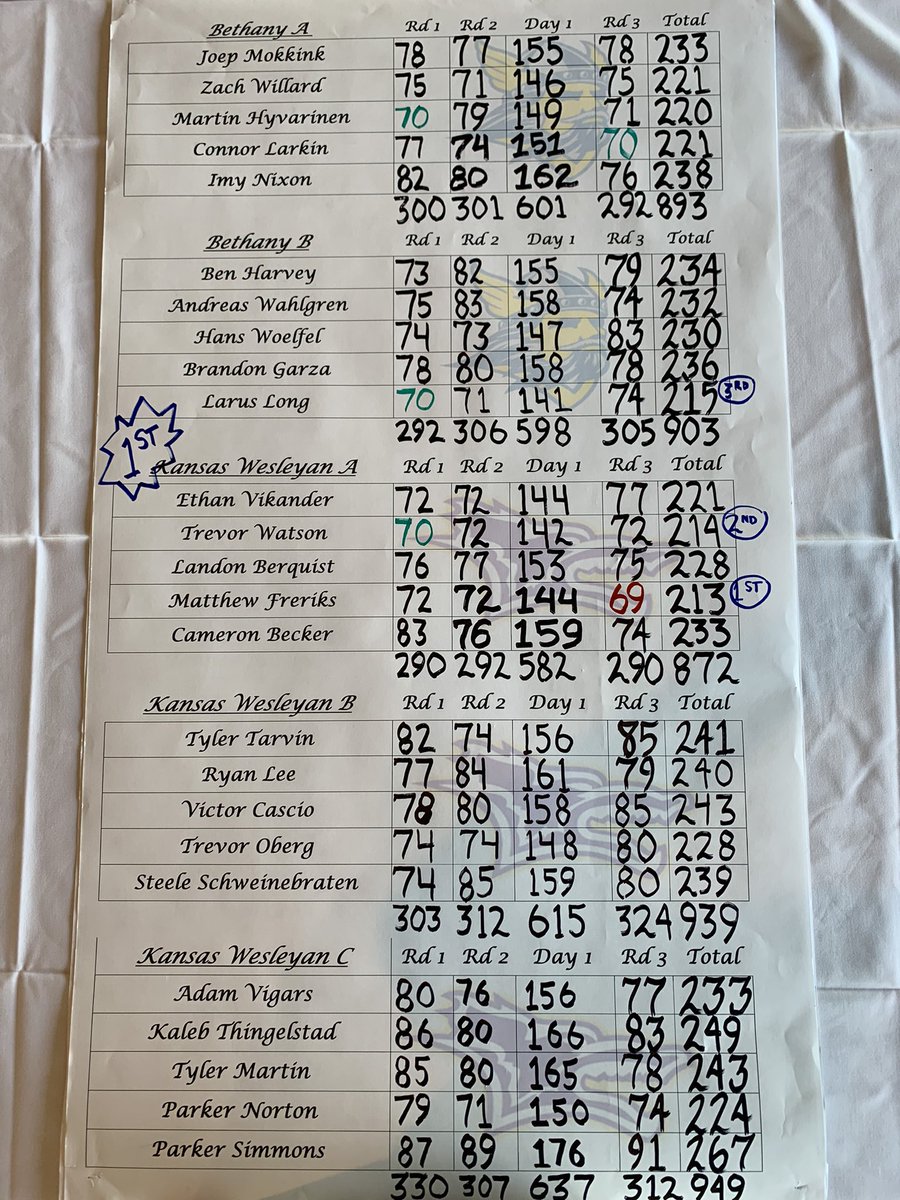 Bethany A Rd 1 Rd 2 Day 1 Rd 3 Total
Joep Mokkink 78 77 155 78 233
Zach Willard 75 71 146 75 221
Martin Hyvarinen 70 79 149 71 220
Connor Larkin 77 74 151 70 221
Imy Nixon 82 80 162 76 238
300 301 601 292 893
Bethany B Rd 1 Rd 2 Day 1 Rd 3 Total
Ben Harvey 73 82 155 79 234
Andreas Wahlgren 75 83 158 74 232
Hans Woelfel 74 73 147 83 230
Brandon Garza 78 80 158 78 236
Larus Long 70 71 141 74 215 3RD
292 306 598 305 903
1ST
Kansas Wesleyan A Rd 1 Rd 2 Day 1 Rd 3 Total
Ethan Vikander 72 72 144 77 221
Trevor Watson 70 72 142 72 214 2ND
Landon Berquist 76 77 153 75 228
Matthew Freriks 72 72 144 69 213 1ST
Cameron Becker 83 76 159 74 233
290 292 582 290 872
Kansas Wesleyan B Rd 1 Rd 2 Day 1 Rd 3 Total
Tyler Tarvin 82 74 156 85 241
Ryan Lee 77 84 161 79 240
Victor Cascio 78 80 158 85 243
Trevor Oberg 74 74 148 80 228
Steele Schweinebraten 74 85 159 80 239
303 312 615 324 939
Kansas Wesleyan C Rd 1 Rd 2 Day 1 Rd 3 Total
Adam Vigars 80 76 156 77 233
Kaleb Thingelstad 86 80 166 83 249
Tyler Martin 85 80 165 78 243
Parker Norton 79 71 150 74 224
Parker Simmons 87 89 176 91 267
330 307 637 312 949